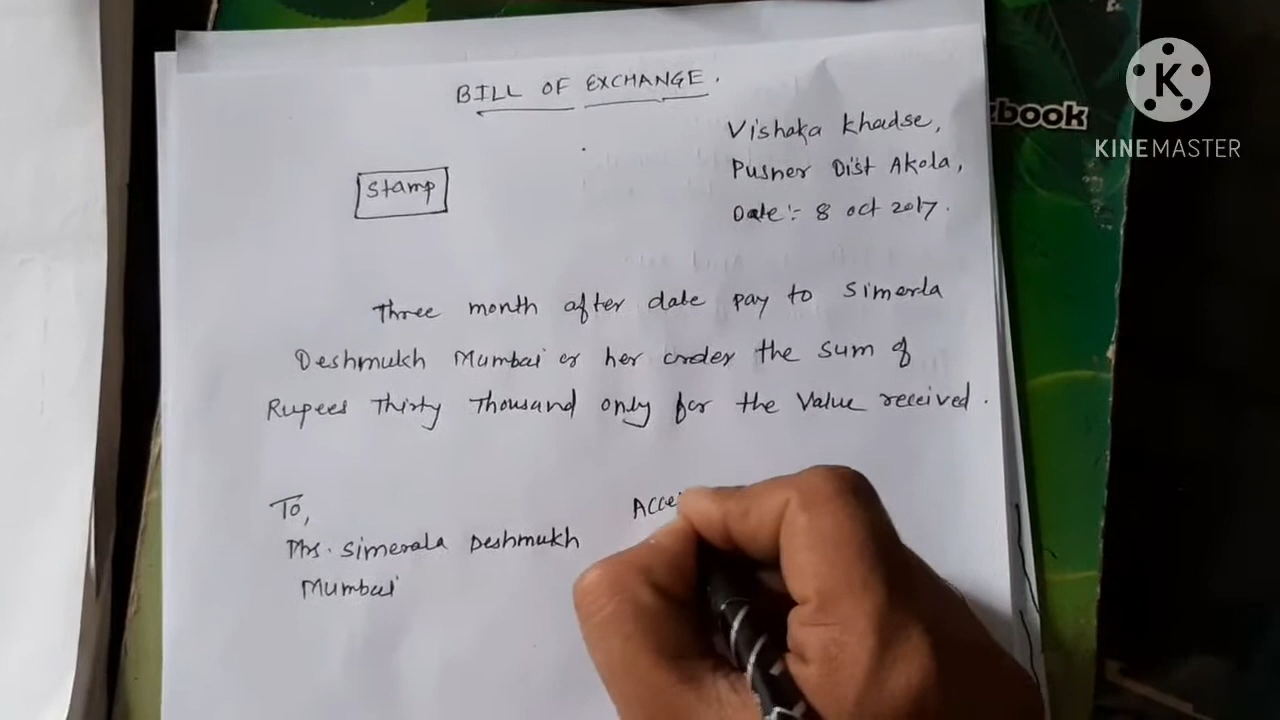 BILL OF EXCHANGE.
Vishaka Khadse,
Pusner Dist Akola,
Date:- 8 oct 2017.
Stamp
Three month after date pay to Simerla
Deshmukh Mumbai or her order the sum of
Rupees Thirty Thousand only for the Value received.
To,
Mrs. Simerala Deshmukh
Mumbai
Acce
book
K
KINEMASTER